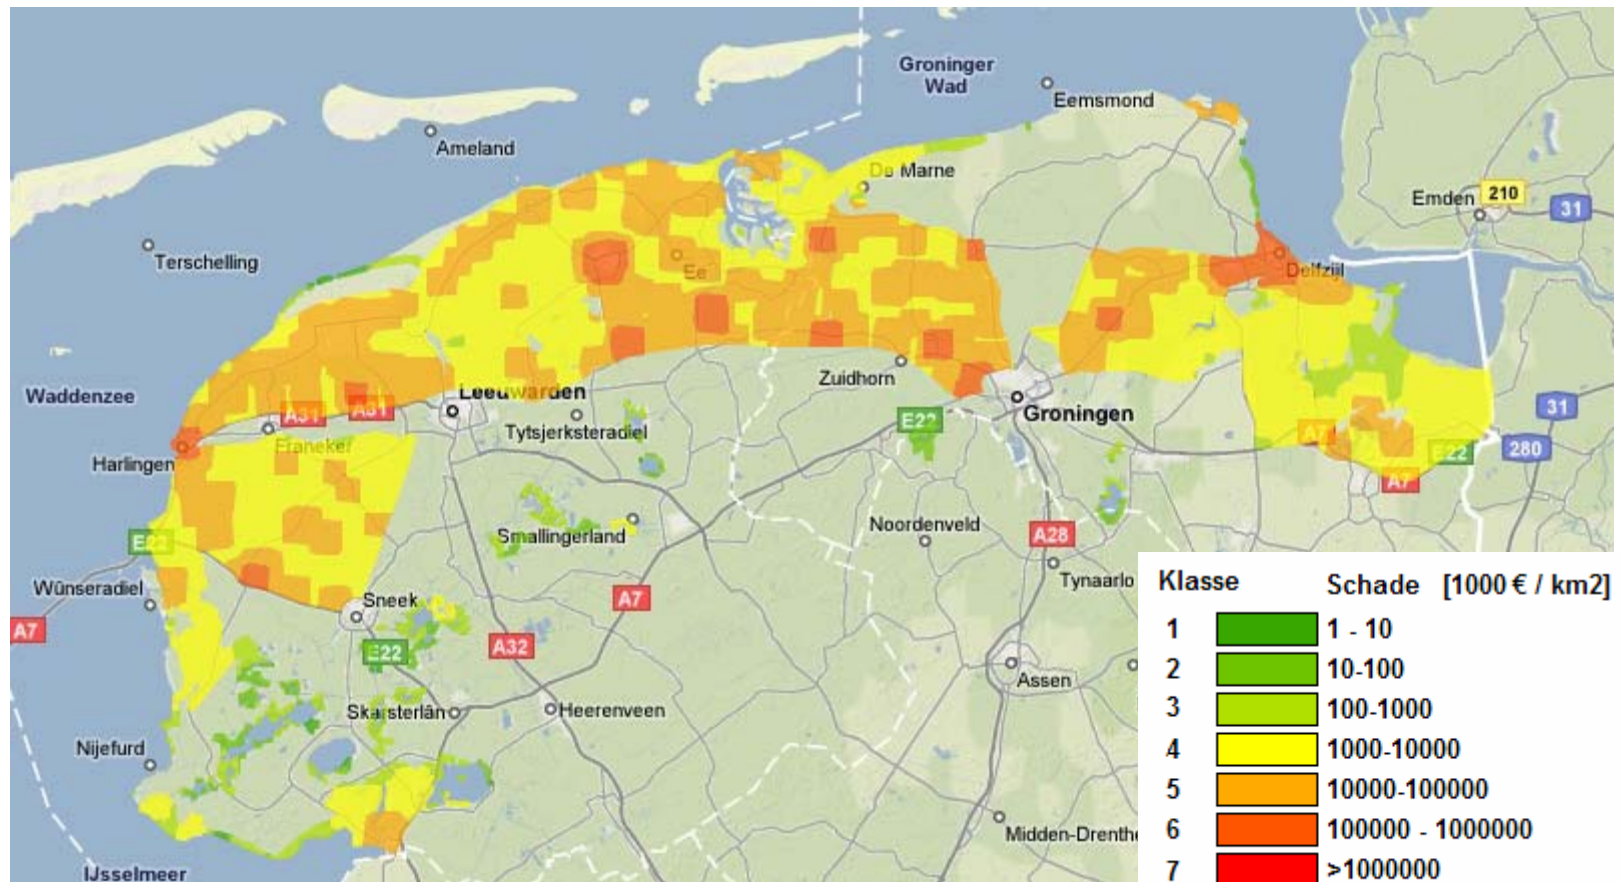 Groninger
Wad
Eemsmond
Ameland
De Marne
Emden
210
31
Terschelling
Ee
Delfzijl
Waddenzee
Leeuwarden
Zuidhorn
A31
A31
Tytsjerksteradiel
E22
Groningen
31
Franeker
A7
E22
280
Harlingen
A7
E22
Smallingerland
Noordenveld
A28
Wûnseradiel
Tynaarlo
Sneek
A7
A7
E22
A32
Assen
Skarsterlân
Heerenveen
Nijefurd
Midden-Drenthe
IJsselmeer
Klasse Schade [1000 € / km2]
1 1 - 10
2 10-100
3 100-1000
4 1000-10000
5 10000-100000
6 100000 - 1000000
7 >1000000